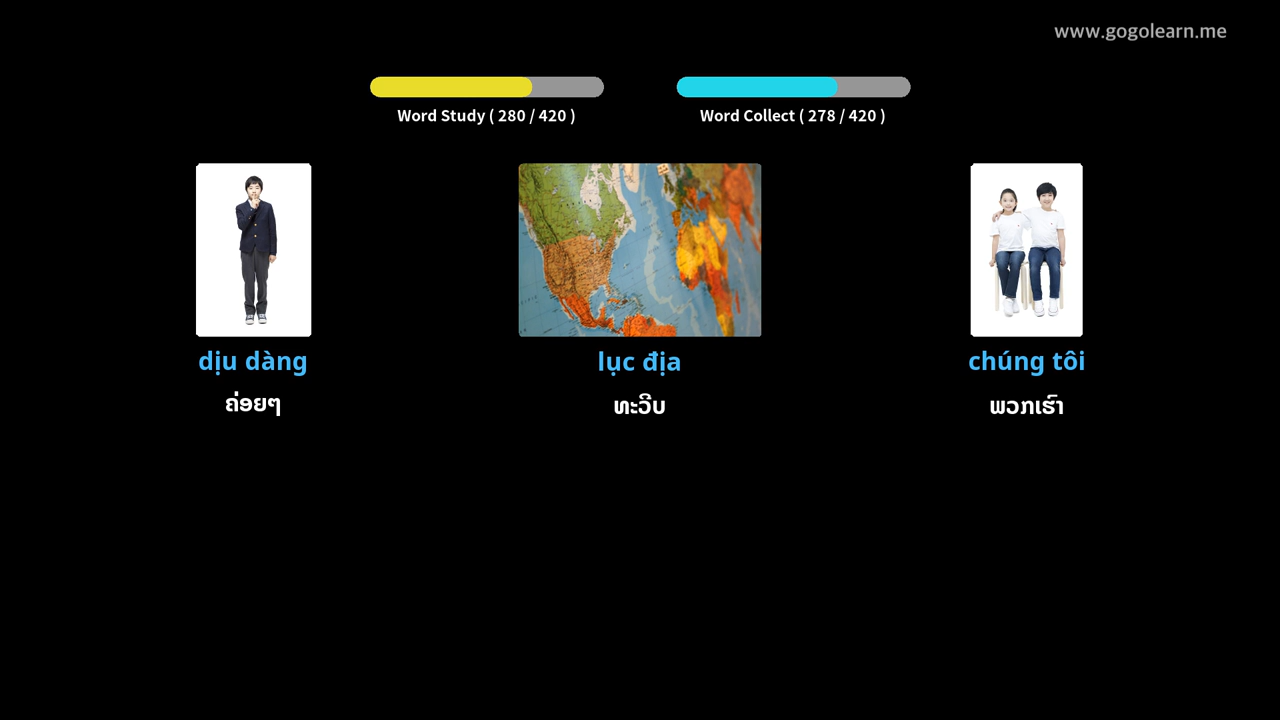 www.gogolearn.me
Word Study ( 280 / 420 )
Word Collect ( 278 / 420 )
dịu dàng
lục địa
chúng tôi
ຄ່ອຍໆ
ທະວີບ
ພວກເຮົາ